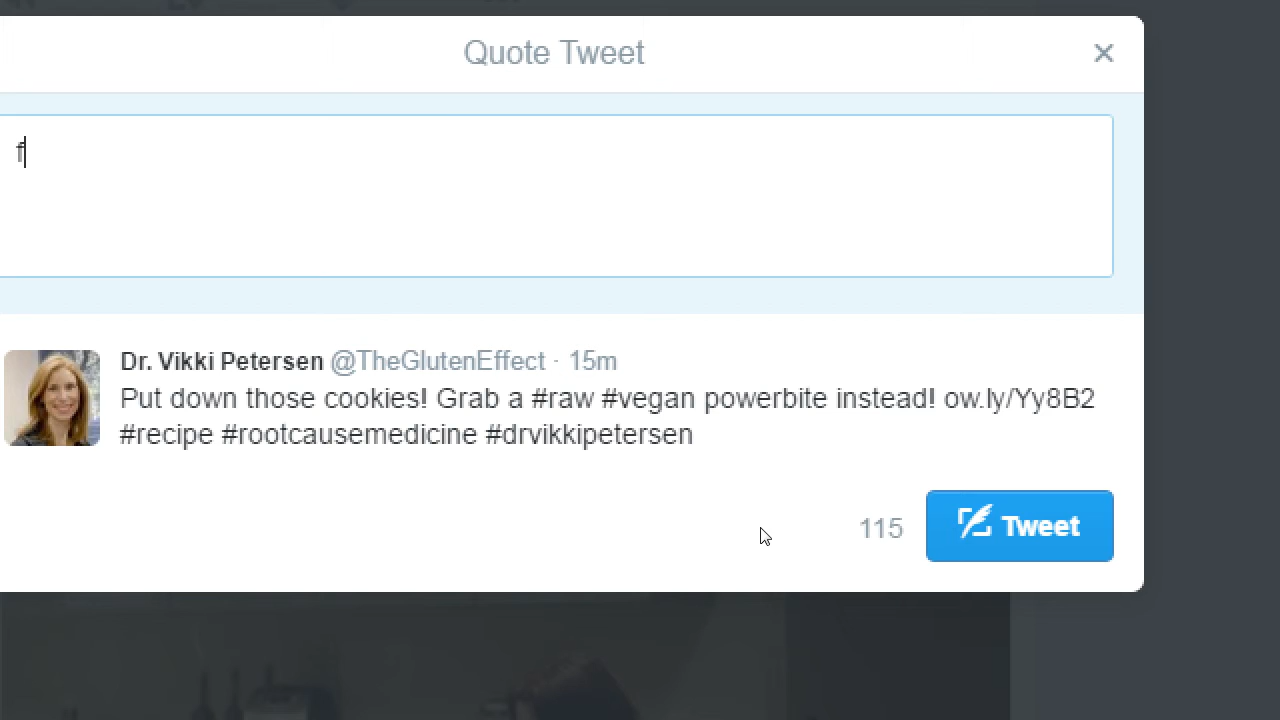 Quote Tweet
f
Dr. Vikki Petersen @TheGlutenEffect · 15m
Put down those cookies! Grab a #raw #vegan powerbite instead! ow.ly/Yy8B2
#recipe #rootcausemedicine #drvikkipetersen
115 Tweet